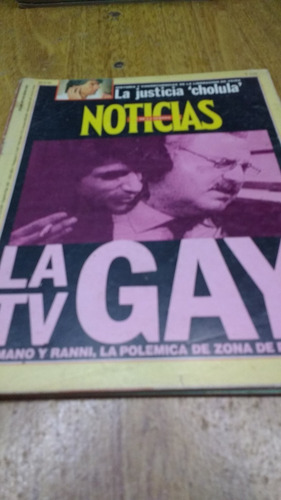 La justicia 'cholula'
NOTICIAS
LA
TV
GAY
MANO Y RANNI, LA POLEMICA DE ZONA DE